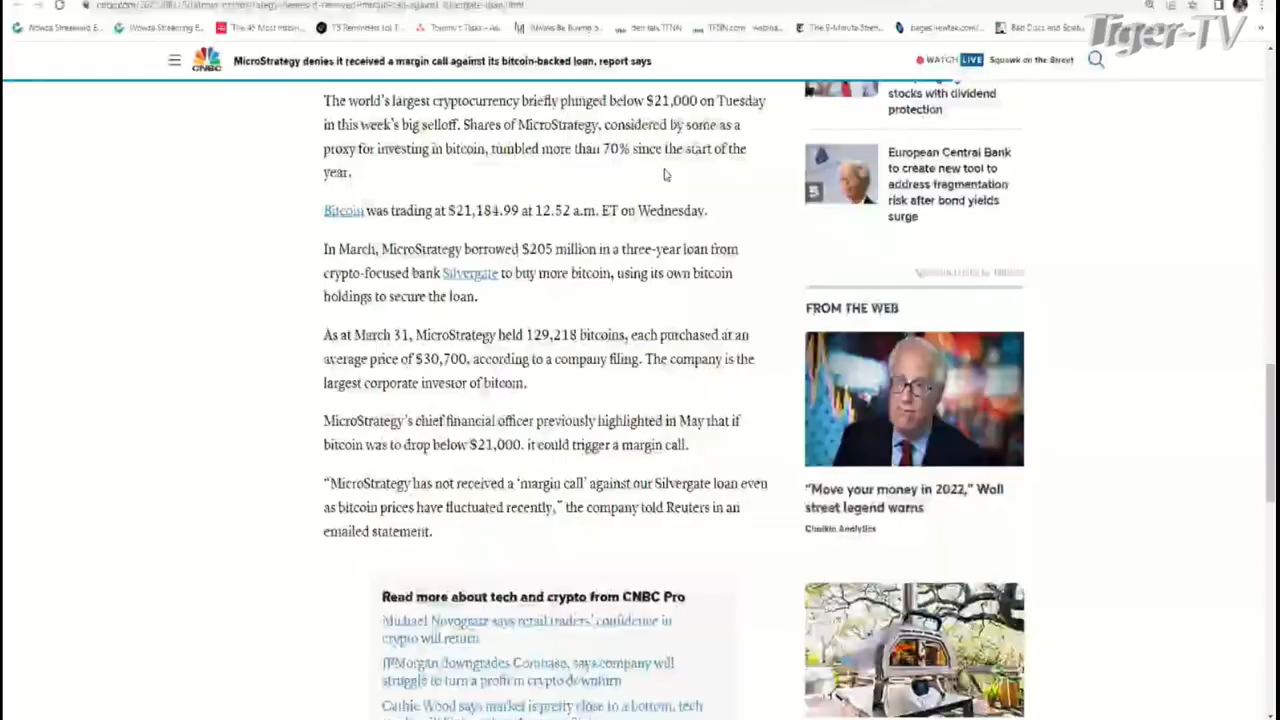 Tiger-TV
CNBC
MicroStrategy denies it received a margin call against its bitcoin-backed loan, report says
WATCH LIVE
Squawk on the Street
The world's largest cryptocurrency briefly plunged below $21,000 on Tuesday
in this week's big selloff. Shares of MicroStrategy, considered by some as a
proxy for investing in bitcoin, tumbled more than 70% since the start of the
year.
Bitcoin was trading at $21,184.99 at 12.52 a.m. ET on Wednesday.
In March, MicroStrategy borrowed $205 million in a three-year loan from
crypto-focused bank Silvergate to buy more bitcoin, using its own bitcoin
holdings to secure the loan.
As at March 31, MicroStrategy held 129,218 bitcoins, each purchased at an
average price of $30,700, according to a company filing. The company is the
largest corporate investor of bitcoin.
MicroStrategy's chief financial officer previously highlighted in May that if
bitcoin was to drop below $21,000, it could trigger a margin call.
“MicroStrategy has not received a ‘margin call’ against our Silvergate loan even
as bitcoin prices have fluctuated recently,” the company told Reuters in an
emailed statement.
Read more about tech and crypto from CNBC Pro
Michael Novogratz says retail traders' confidence in
crypto will return
JPMorgan downgrades Coinbase, says company will
struggle to turn a profit in crypto downturn
Cathie Wood says market is pretty close to a bottom, tech
stocks with dividend
protection
European Central Bank
to create new tool to
address fragmentation
risk after bond yields
surge
FROM THE WEB
“Move your money in 2022,” Wall
street legend warns
Chaikin Analytics